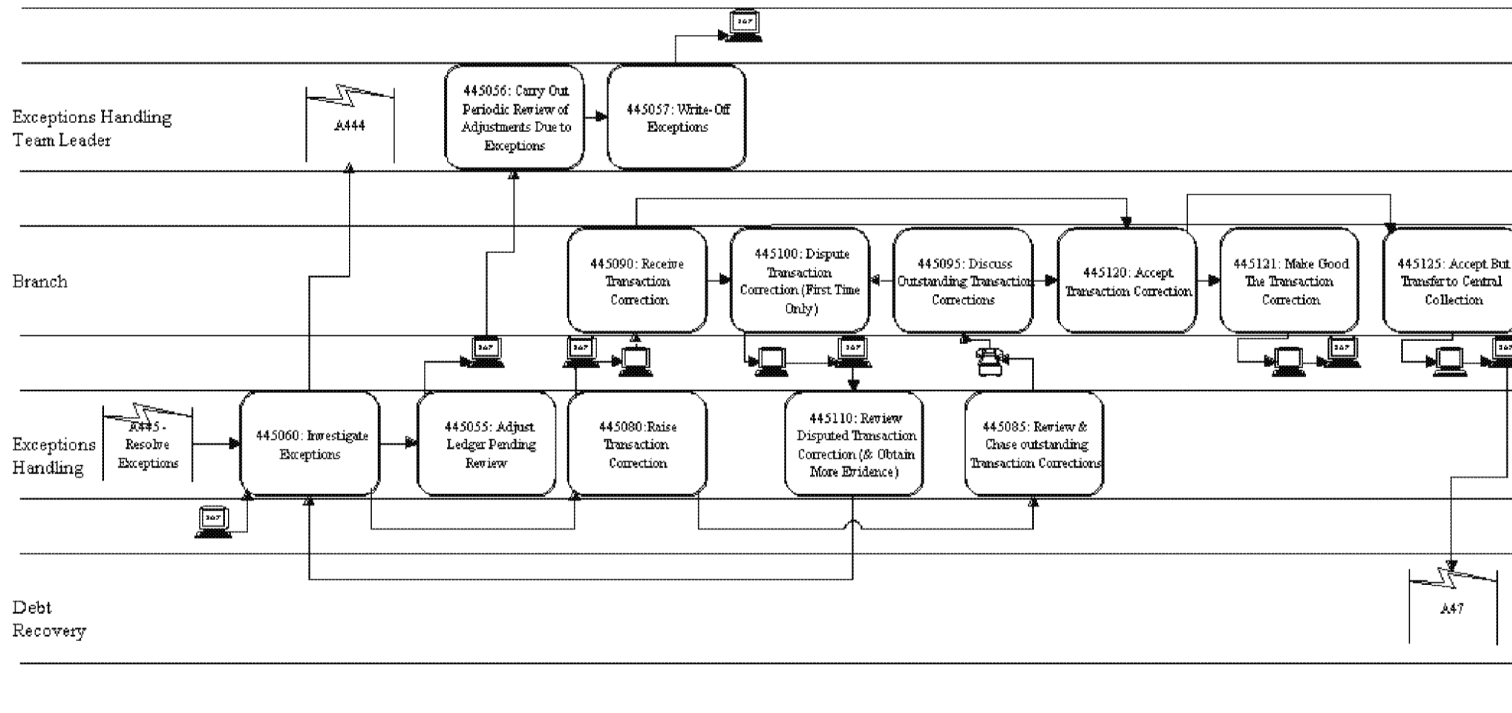 445056: Carry Out
Periodic Review of
Adjustments Due to
Exceptions
445057: Write-Off
Exceptions
Exceptions Handling
Team Leader
A444
445090: Receive
Transaction
Correction
445100: Dispute
Transaction
Correction (First Time
Only)
445095: Discuss
Outstanding Transaction
Corrections
445120: Accept
Transaction Correction
445121: Make Good
The Transaction
Correction
445125: Accept But
Transfer to Central
Collection
Branch
Exceptions
Handling
A445 -
Resolve
Exceptions
445060: Investigate
Exceptions
445055: Adjust
Ledger Pending
Review
445080:Raise
Transaction
Correction
445110: Review
Disputed Transaction
Correction (& Obtain
More Evidence)
445085: Review &
Chase outstanding
Transaction Corrections
Debt
Recovery
A47